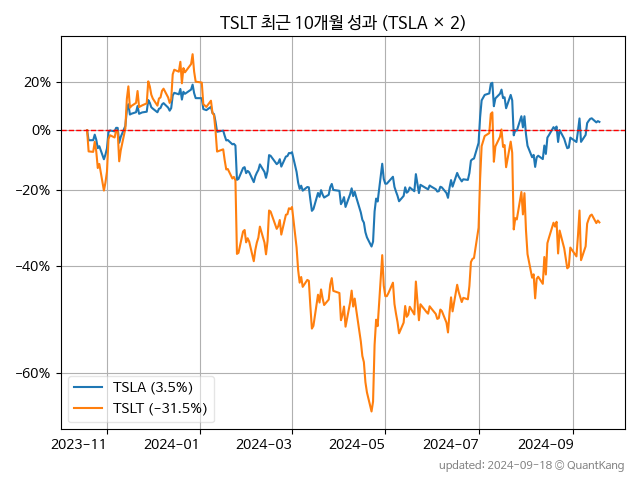 TSLT 최근 10개월 성과 (TSLA × 2)
20%
0%
−20%
−40%
−60%
TSLA (3.5%)
TSLT (−31.5%)
2023−11
2024−01
2024−03
2024−05
2024−07
2024−09
updated: 2024-09-18 © QuantKang